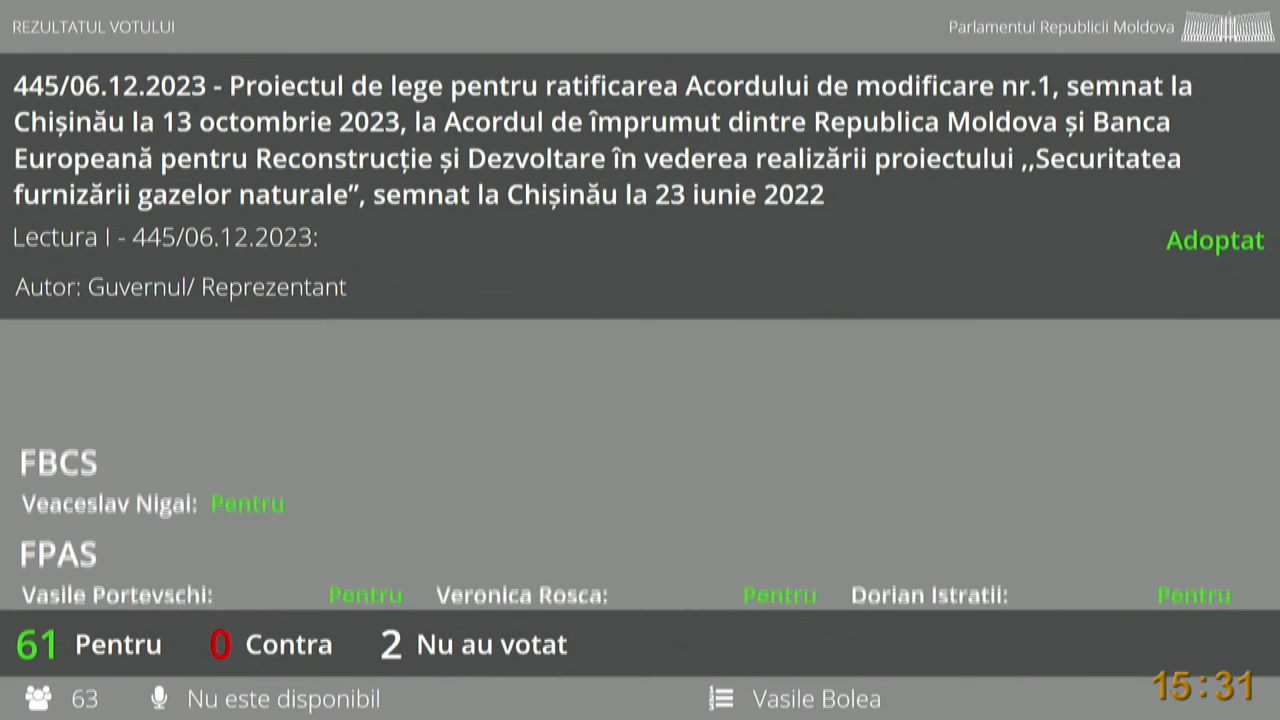 REZULTATUL VOTULUI
Parlamentul Republicii Moldova
445/06.12.2023 - Proiectul de lege pentru ratificarea Acordului de modificare nr.1, semnat la
Chișinău la 13 octombrie 2023, la Acordul de împrumut dintre Republica Moldova și Banca
Europeană pentru Reconstrucție și Dezvoltare în vederea realizării proiectului ,,Securitatea
furnizării gazelor naturale”, semnat la Chișinău la 23 iunie 2022
Lectura I - 445/06.12.2023:
Adoptat
Autor: Guvernul/ Reprezentant
FBCS
Veaceslav Nigai: Pentru
FPAS
Vasile Portevschi: Pentru Veronica Roșca: Pentru Dorian Istratii: Pentru
61 Pentru 0 Contra 2 Nu au votat
63 Nu este disponibil Vasile Bolea
15:31